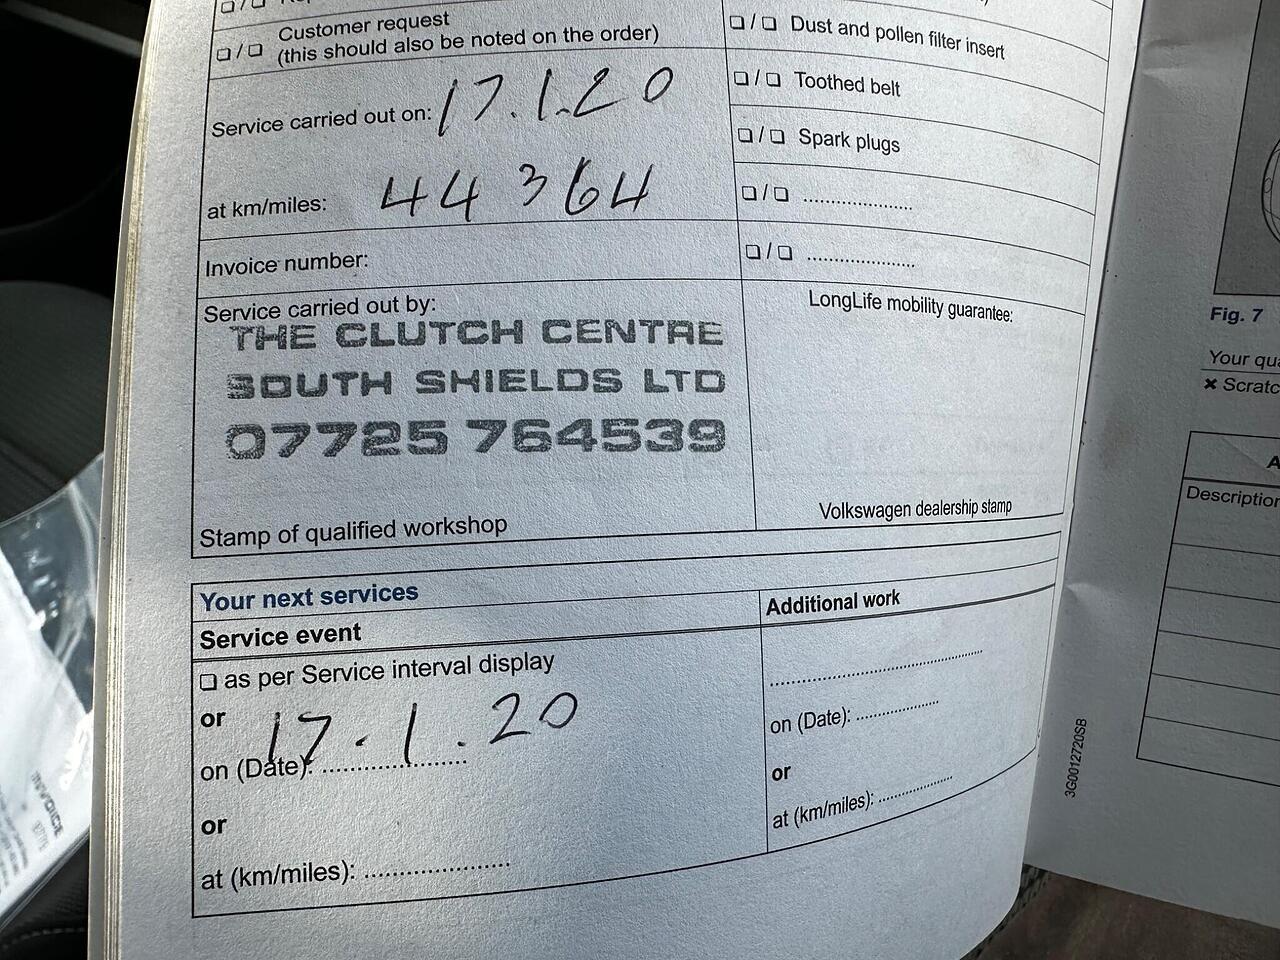 ❏ / ❏ Customer request
(this should also be noted on the order)
Service carried out on: 17.1.20
at km/miles: 44 364
Invoice number:
Service carried out by:
THE CLUTCH CENTRE
SOUTH SHIELDS LTD
07725 764539
Stamp of qualified workshop
❏ / ❏ Dust and pollen filter insert
❏ / ❏ Toothed belt
❏ / ❏ Spark plugs
❏ / ❏ ....................
❏ / ❏ ....................
LongLife mobility guarantee:
Volkswagen dealership stamp
Your next services
Service event
❏ as per Service interval display
or
on (Date): 17.1.20
or
at (km/miles): ....................
Additional work
........................................
on (Date): ...............
or
at (km/miles): .............
3G0012720SB
Fig. 7
Your
✖
Description
INVOICE